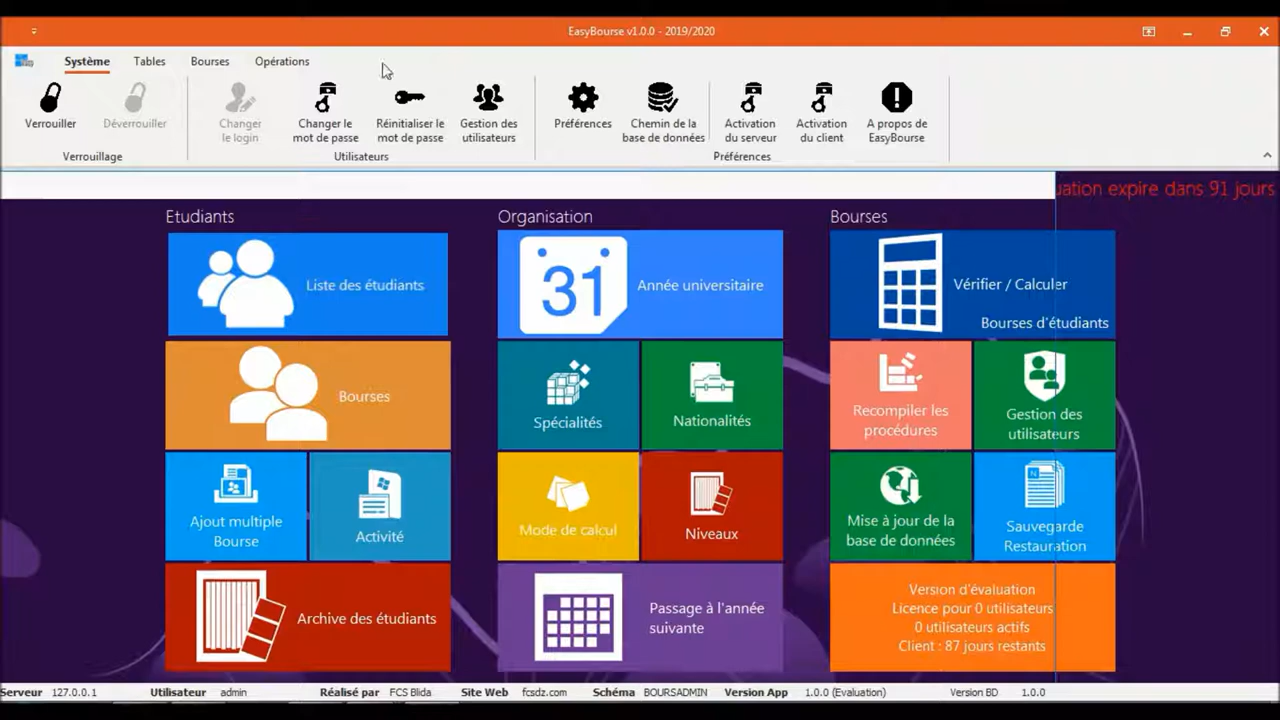 EasyBourse v1.0.0 - 2019/2020
Système Tables Bourses Opérations
Verrouiller
Déverrouiller
Changer
le login
Changer le
mot de passe
Réinitialiser le
mot de passe
Gestion des
utilisateurs
Préférences
Chemin de la
base de données
Activation
du serveur
Activation
du client
A propos de
EasyBourse
Verrouillage
Utilisateurs
Préférences
uation expire dans 91 jours
Etudiants
Liste des étudiants
Bourses
Ajout multiple
Bourse
Activité
Archive des étudiants
Organisation
31
Année universitaire
Spécialités
Nationalités
Mode de calcul
Niveaux
Passage à l'année
suivante
Bourses
Vérifier / Calculer
Bourses d'étudiants
Recompiler les
procédures
Gestion des
utilisateurs
Mise à jour de la
base de données
N
Sauvegarde
Restauration
Version d'évaluation
Licence pour 0 utilisateurs
0 utilisateurs actifs
Client : 87 jours restants
Serveur 127.0.0.1 Utilisateur admin Réalisé par FCS Blida Site Web fcsdz.com Schéma BOURSADMIN Version App 1.0.0 (Evaluation) Version BD 1.0.0